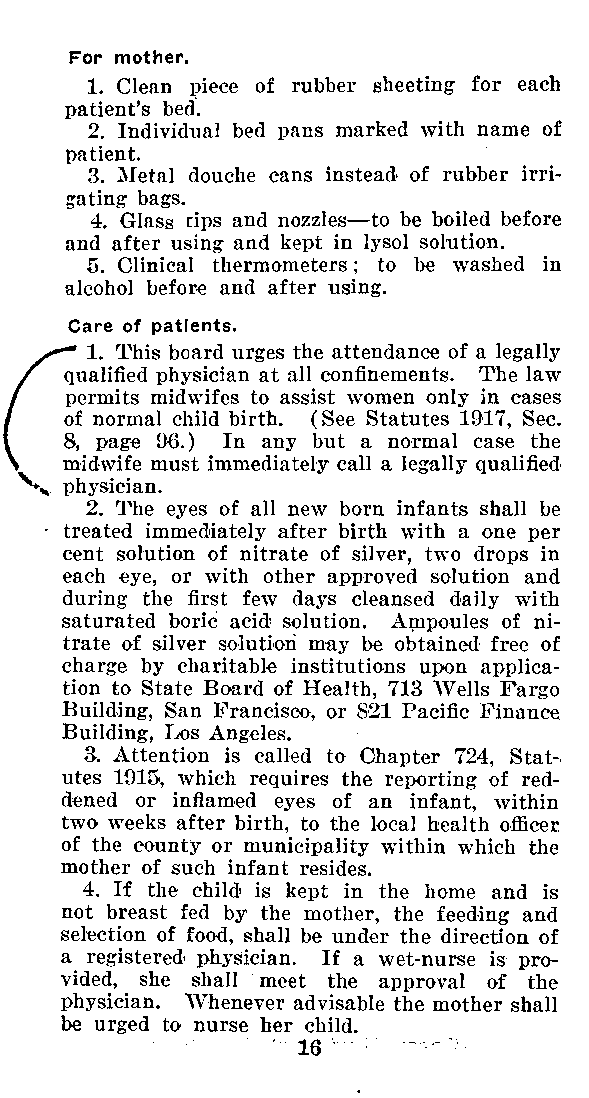 For mother.
1. Clean piece of rubber sheeting for each
patient's bed.
2. Individual bed pans marked with name of
patient.
3. Metal douche cans instead of rubber irri-
gating bags.
4. Glass tips and nozzles—to be boiled before
and after using and kept in lysol solution.
5. Clinical thermometers; to be washed in
alcohol before and after using.
Care of patients.
1. This board urges the attendance of a legally
qualified physician at all confinements. The law
permits midwifes to assist women only in cases
of normal child birth. (See Statutes 1917, Sec.
8, page 96.) In any but a normal case the
midwife must immediately call a legally qualified
physician.
2. The eyes of all new born infants shall be
treated immediately after birth with a one per
cent solution of nitrate of silver, two drops in
each eye, or with other approved solution and
during the first few days cleansed daily with
saturated boric acid solution. Ampoules of ni-
trate of silver solution may be obtained free of
charge by charitable institutions upon applica-
tion to State Board of Health, 713 Wells Fargo
Building, San Francisco, or 821 Pacific Finance
Building, Los Angeles.
3. Attention is called to Chapter 724, Stat-
utes 1915, which requires the reporting of red-
dened or inflamed eyes of an infant, within
two weeks after birth, to the local health officer
of the county or municipality within which the
mother of such infant resides.
4. If the child is kept in the home and is
not breast fed by the mother, the feeding and
selection of food, shall be under the direction of
a registered physician. If a wet-nurse is pro-
vided, she shall meet the approval of the
physician. Whenever advisable the mother shall
be urged to nurse her child.
16